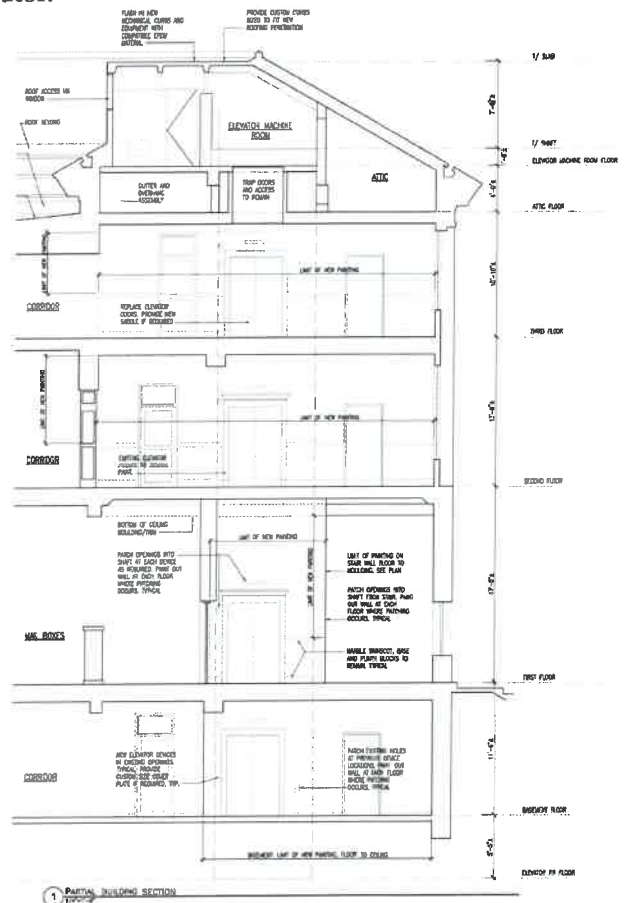 FLASH IN NEW
MECHANICAL CURBS AND
EQUIPMENT WITH
COMPATIBLE EPDM
MATERIAL
PROVIDE CUSTOM CURBS
SIZED TO FIT NEW
ROOFING PENETRATION
T/ SLAB
ROOF ACCESS VIA
WINDOW
ROOF BEYOND
ELEVATOR MACHINE
ROOM
T/ SHAFT
ELEVATOR MACHINE ROOM FLOOR
GUTTER AND
OVERHANG
ASSEMBLY
TRAP DOORS
AND ACCESS
TO REMAIN
ATTIC
ATTIC FLOOR
LIMIT OF NEW PAINTING
LIMIT OF NEW PAINTING
10'-10"±
CORRIDOR
REPLACE ELEVATOR
DOORS. PROVIDE NEW
SADDLE IF REQUIRED
THIRD FLOOR
LIMIT OF NEW PAINTING
LIMIT OF NEW PAINTING
CORRIDOR
EXISTING ELEVATOR
PAINT.
SECOND FLOOR
BOTTOM OF CEILING
MOULDING/TRIM
LIMIT OF NEW PAINTING
LIMIT OF NEW PAINTING
PATCH OPENINGS INTO
SHAFT AT EACH DEVICE
AS REQUIRED. PAINT OUT
WALL AT EACH FLOOR
WHERE PATCHING
OCCURS, TYPICAL
LIMIT OF PAINTING ON
STAIR WALL FLOOR TO
MOULDING. SEE PLAN
PATCH OPENINGS INTO
SHAFT FROM STAIR. PAINT
OUT WALL AT EACH
FLOOR WHERE PATCHING
OCCURS, TYPICAL
MAIL BOXES
MARBLE WAINSCOT, BASE
AND PLINTH BLOCKS TO
REMAIN, TYPICAL
FIRST FLOOR
CORRIDOR
NEW ELEVATOR DEVICES
IN EXISTING OPENINGS,
TYPICAL. PROVIDE
CUSTOM SIZE COVER
PLATE IF REQUIRED, TYP.
PATCH EXISTING HOLES
AT PREVIOUS DEVICE
LOCATIONS. PAINT OUT
WALL AT EACH FLOOR
WHERE PATCHING
OCCURS, TYPICAL
BASEMENT FLOOR
BASEMENT LIMIT OF NEW PAINTING, FLOOR TO CEILING
ELEVATOR PIT FLOOR
1 PARTIAL BUILDING SECTION